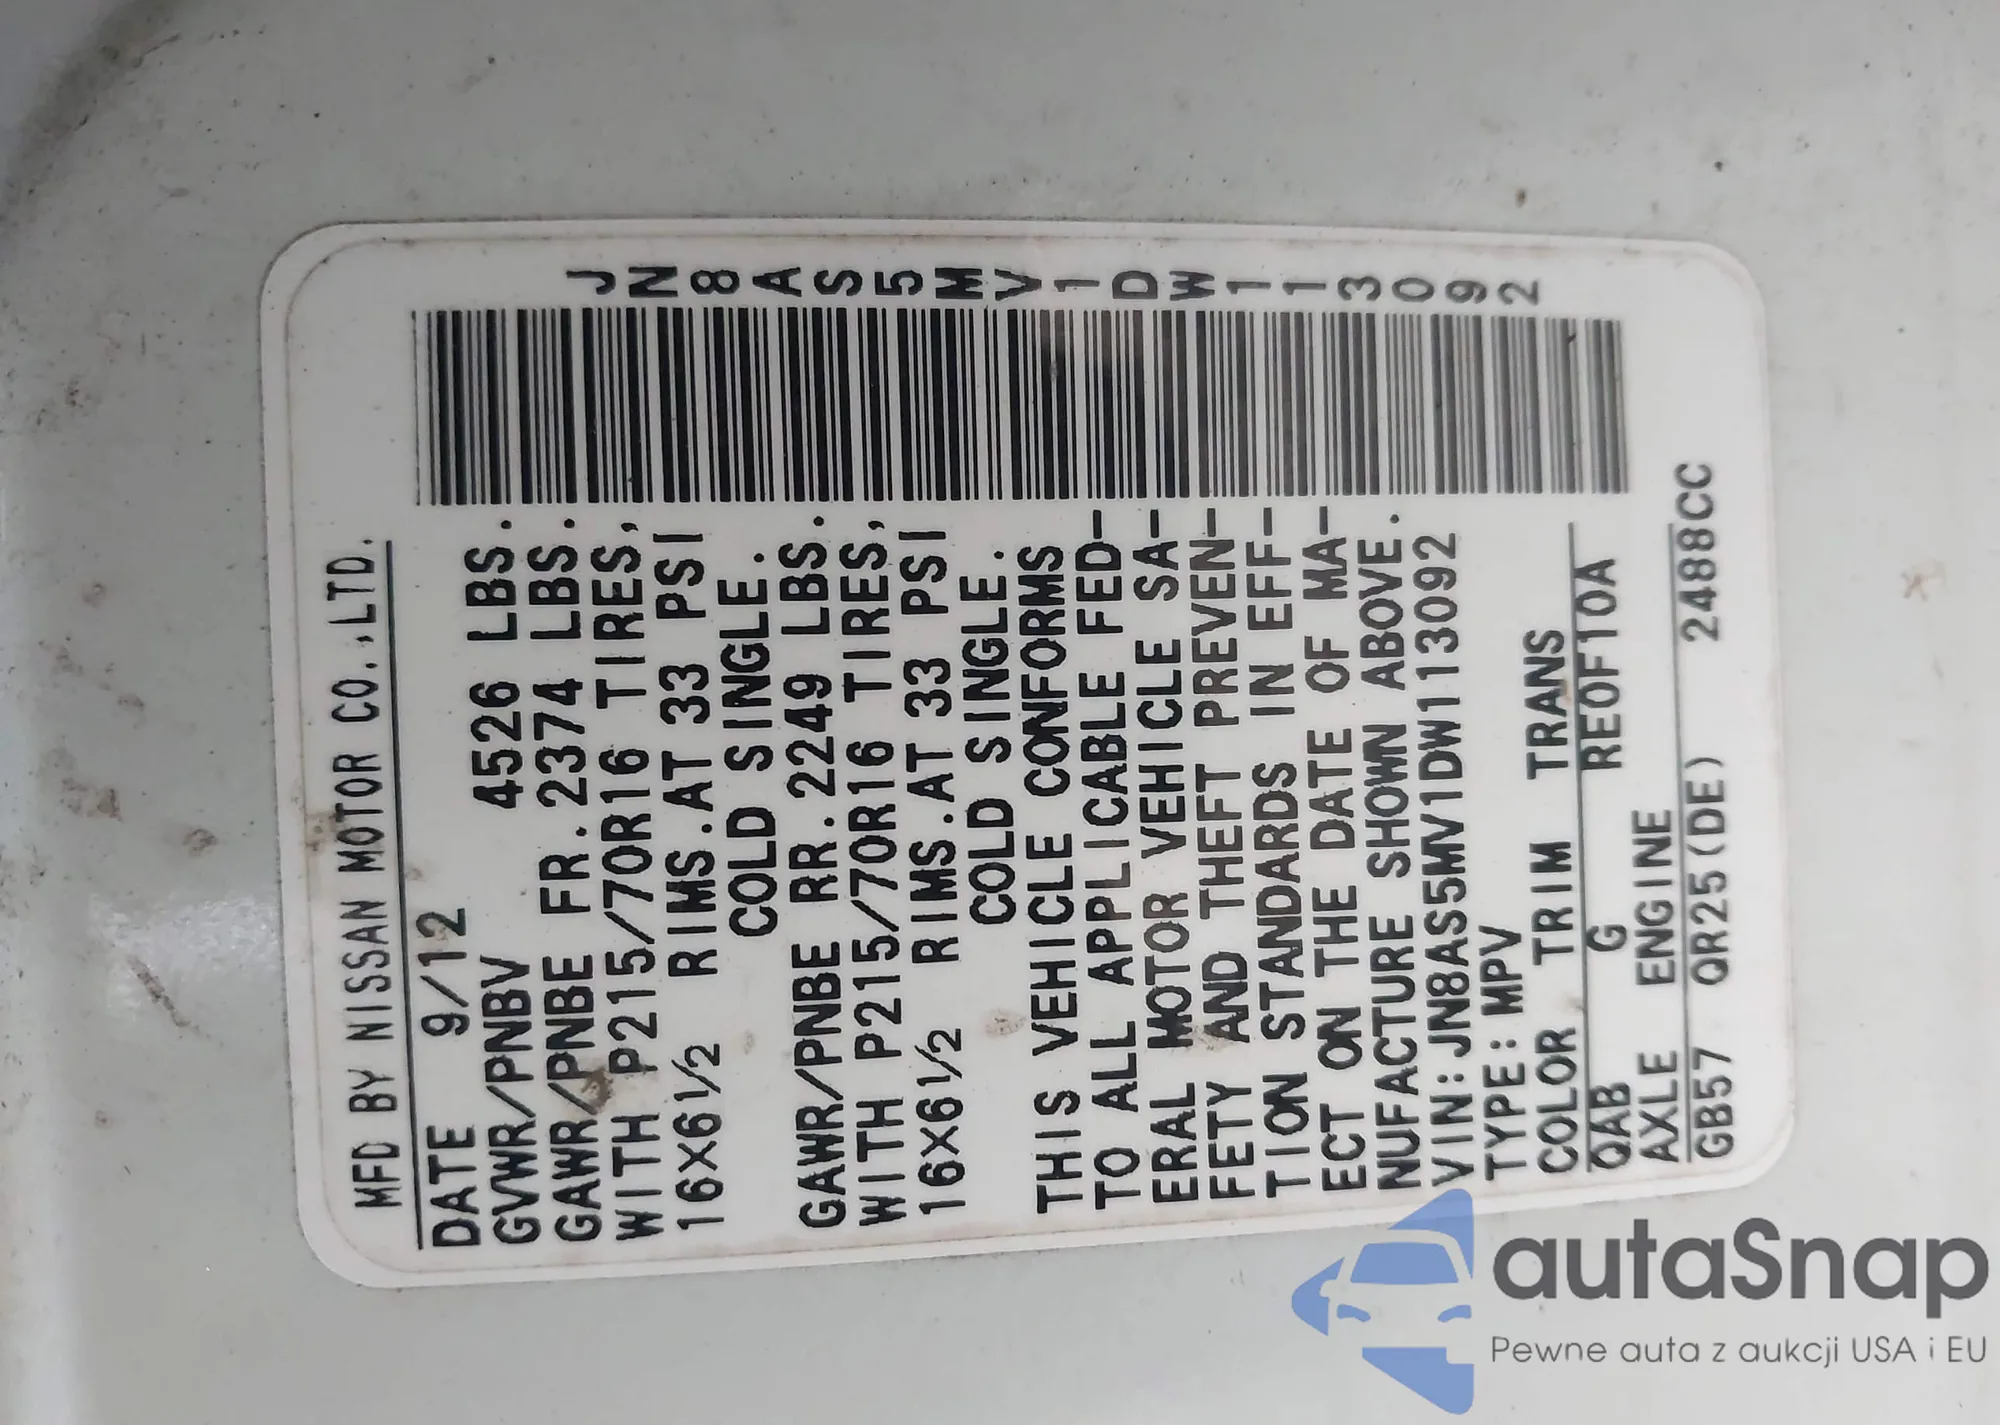 MFD BY NISSAN MOTOR CO.,LTD.
DATE 9/12
GVWR/PNBV 4526 LBS.
GAWR/PNBE FR.2374 LBS.
WITH P215/70R16 TIRES,
16X6½ RIMS.AT 33 PSI
COLD SINGLE.
GAWR/PNBE RR.2249 LBS.
WITH P215/70R16 TIRES,
16X6½ RIMS.AT 33 PSI
COLD SINGLE.
THIS VEHICLE CONFORMS
TO ALL APPLICABLE FED-
ERAL MOTOR VEHICLE SA-
FETY AND THEFT PREVEN-
TION STANDARDS IN EFF-
ECT ON THE DATE OF MA-
NUFACTURE SHOWN ABOVE.
VIN:JN8AS5MV1DW113092
TYPE:MPV
COLOR TRIM TRANS
QAB G RE0F10A
AXLE ENGINE
GB57 QR25(DE) 2488CC
JN8AS5MV1DW113092
autaSnap
Pewne auta z aukcji USA i EU